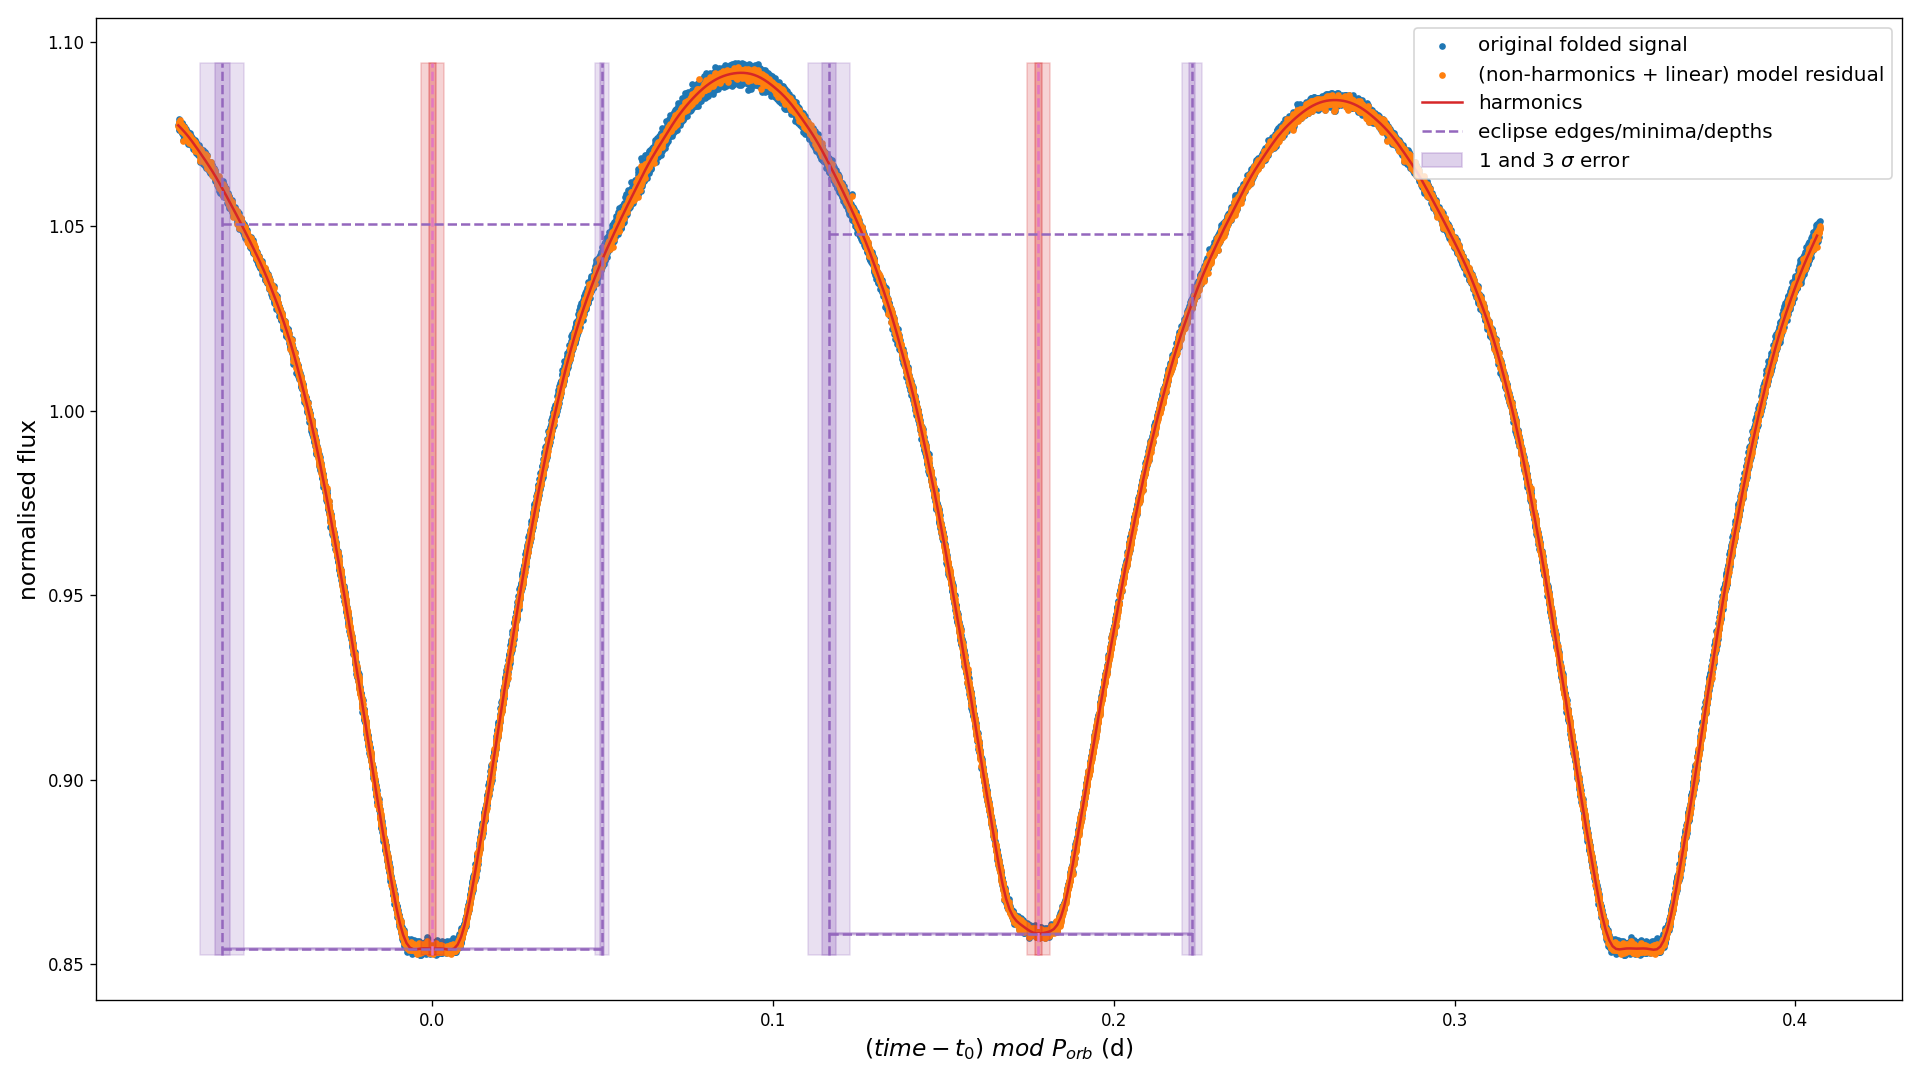 original folded signal
(non-harmonics + linear) model residual
harmonics
eclipse edges/minima/depths
1 and 3 σ error
normalised flux
1.10
1.05
1.00
0.95
0.90
0.85
0.0 0.1 0.2 0.3 0.4
(time − t₀) mod P_orb (d)